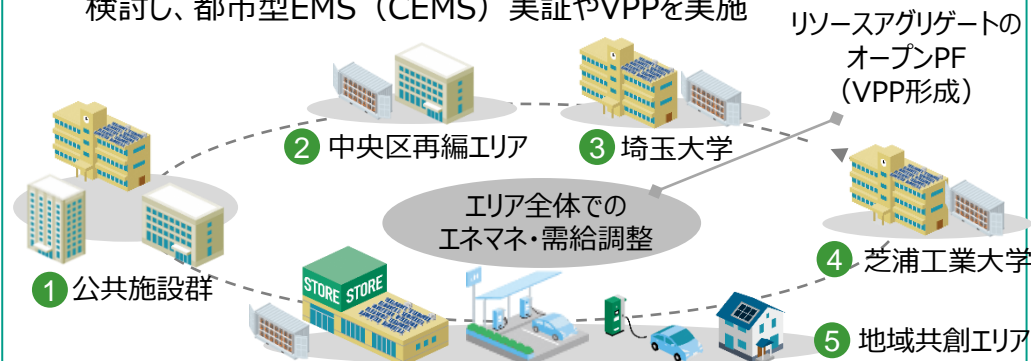 検討し、都市型EMS（CEMS）実証やVPPを実施
リソースアグリゲートの
オープンPF
（VPP形成）
2 中央区再編エリア
3 埼玉大学
エリア全体での
エネマネ・需給調整
4 芝浦工業大学
1 公共施設群
STORE STORE
5 地域共創エリア